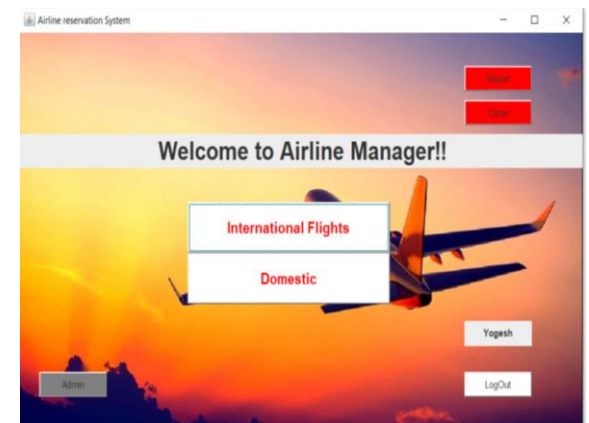 Airline reservation System
Report
Close
Welcome to Airline Manager!!
International Flights
Domestic
Yogesh
Admin
LogOut